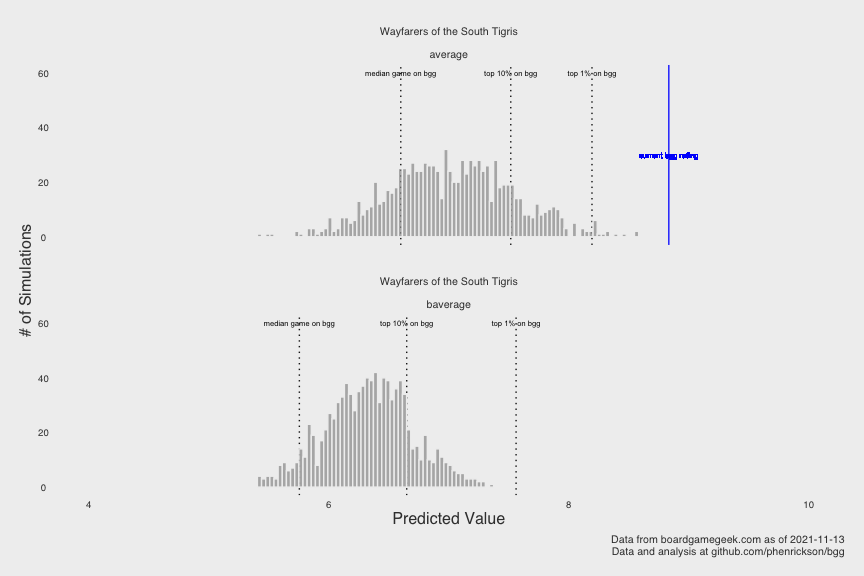 Wayfarers of the South Tigris
average
60
median game on bgg
top 10% on bgg
top 1% on bgg
40
20
0
# of Simulations
Wayfarers of the South Tigris
baverage
60
median game on bgg
top 10% on bgg
top 1% on bgg
40
20
0
4
6
8
10
Predicted Value
Data from boardgamegeek.com as of 2021-11-13
Data and analysis at github.com/phenrickson/bgg